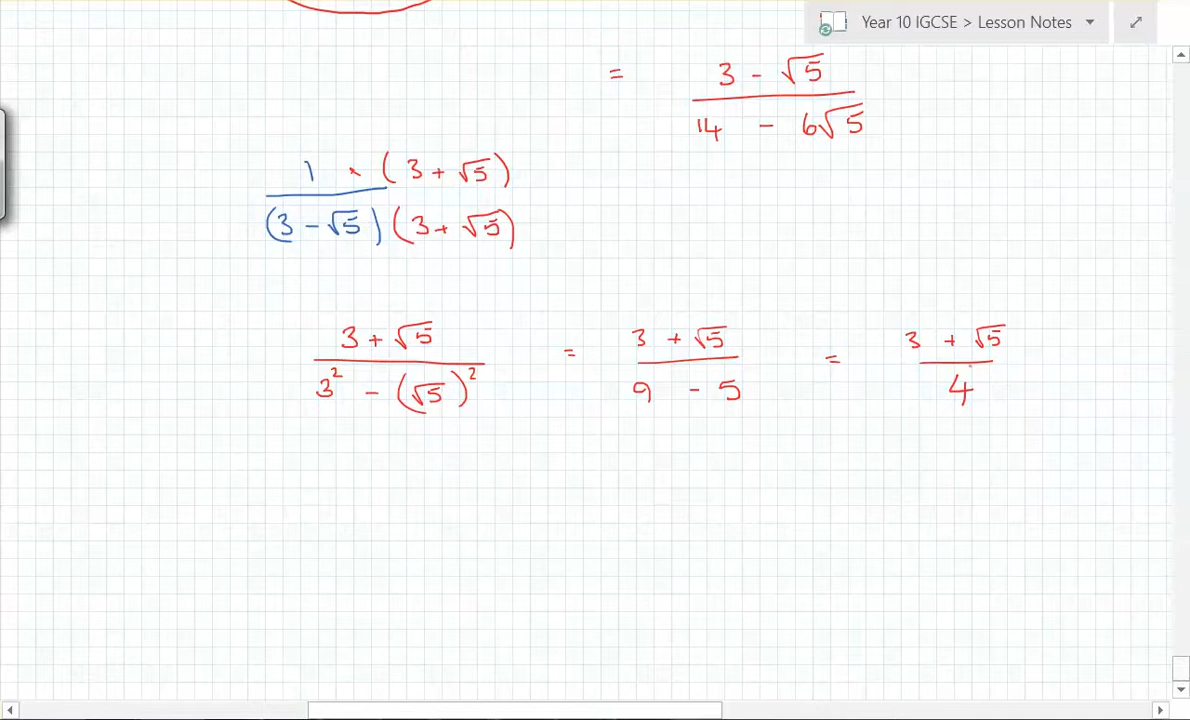 Year 10 IGCSE > Lesson Notes
= 3 - √5
14 - 6√5
1 × (3 + √5)
(3 - √5) (3 + √5)
3 + √5 = 3 + √5 = 3 + √5
3² - (√5)² 9 - 5 4